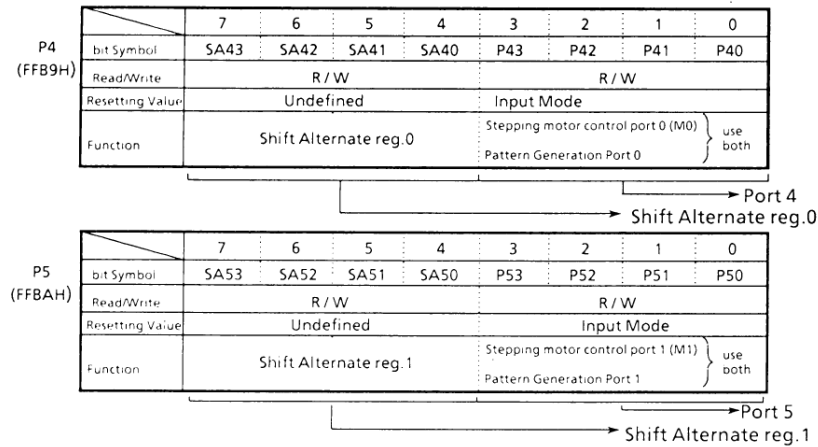 7 6 5 4 3 2 1 0
P4 bit Symbol SA43 SA42 SA41 SA40 P43 P42 P41 P40
(FFB9H) Read/Write R / W R / W
Resetting Value Undefined Input Mode
Function Shift Alternate reg.0 Stepping motor control port 0 (M0) use
Pattern Generation Port 0 both
Port 4
Shift Alternate reg.0
7 6 5 4 3 2 1 0
P5 bit Symbol SA53 SA52 SA51 SA50 P53 P52 P51 P50
(FFBAH) Read/Write R / W R / W
Resetting Value Undefined Input Mode
Function Shift Alternate reg.1 Stepping motor control port 1 (M1) use
Pattern Generation Port 1 both
Port 5
Shift Alternate reg.1